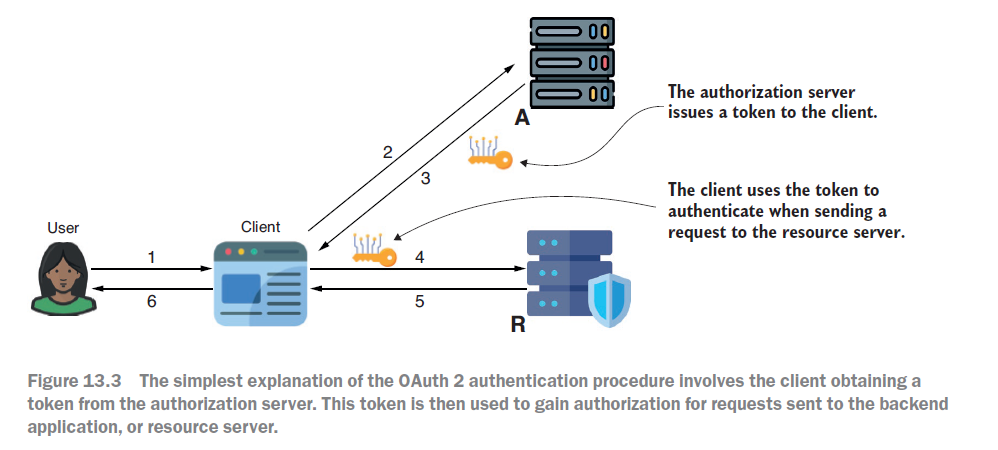 A
The authorization server
issues a token to the client.
2
3
The client uses the token to
authenticate when sending a
request to the resource server.
User
Client
1
4
6
5
R
Figure 13.3 The simplest explanation of the OAuth 2 authentication procedure involves the client obtaining a
token from the authorization server. This token is then used to gain authorization for requests sent to the backend
application, or resource server.